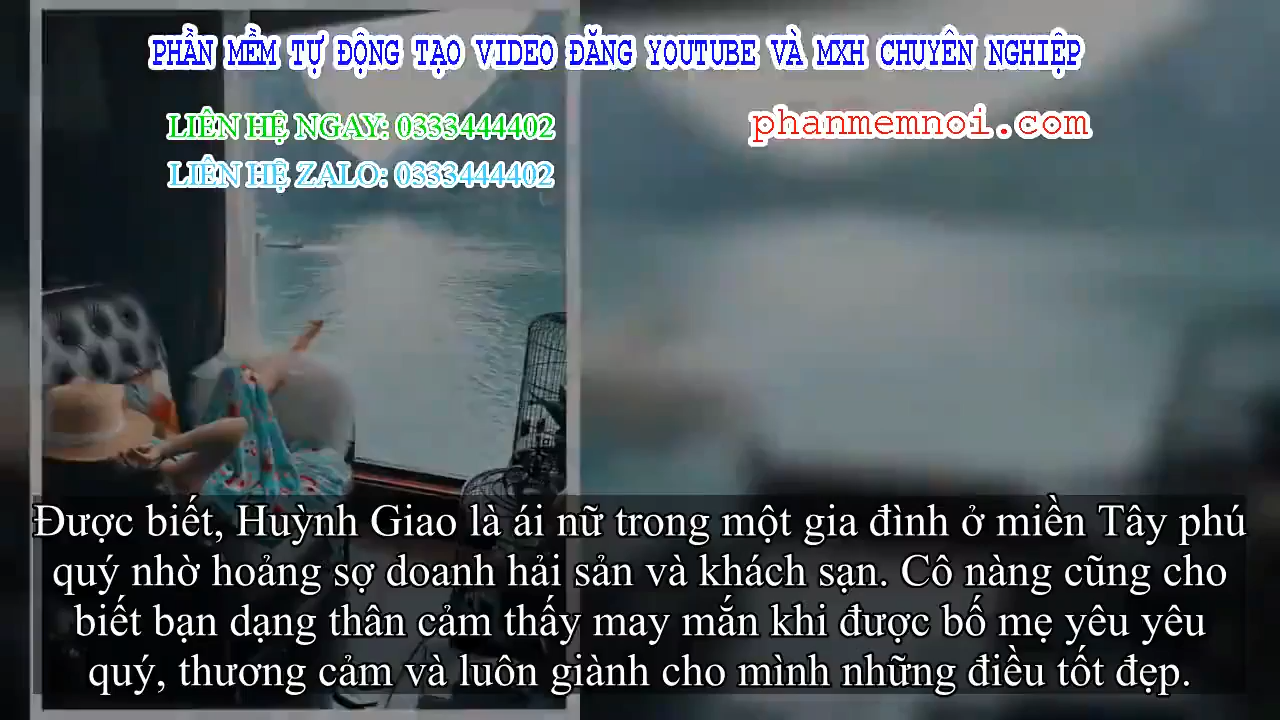 PHẦN MỀM TỰ ĐỘNG TẠO VIDEO ĐĂNG YOUTUBE VÀ MXH CHUYÊN NGHIỆP
LIÊN HỆ NGAY: 0333444402
phanmemnoi.com
LIÊN HỆ ZALO: 0333444402
Được biết, Huỳnh Giao là ái nữ trong một gia đình ở miền Tây phú
quý nhờ hoảng sợ doanh hải sản và khách sạn. Cô nàng cũng cho
biết bạn dạng thân cảm thấy may mắn khi được bố mẹ yêu yêu
quý, thương cảm và luôn giành cho mình những điều tốt đẹp.